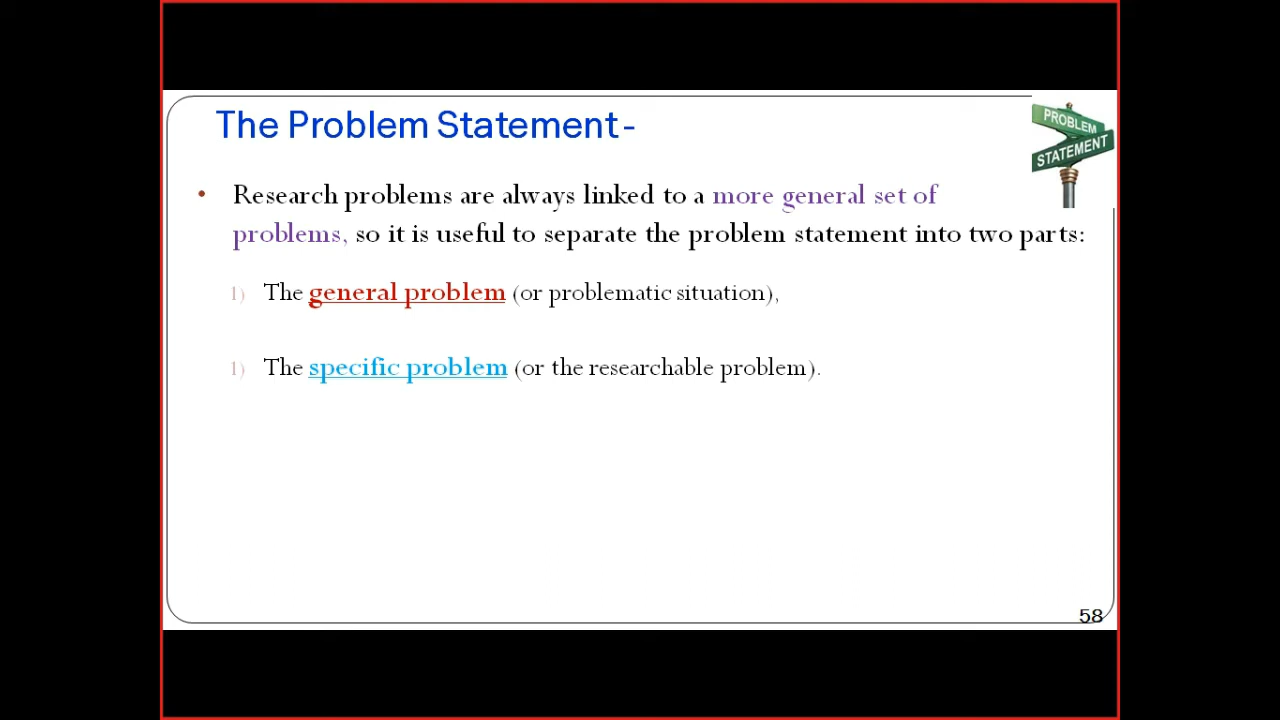 The Problem Statement -
PROBLEM
STATEMENT
• Research problems are always linked to a more general set of
problems, so it is useful to separate the problem statement into two parts:
1) The general problem (or problematic situation),
1) The specific problem (or the researchable problem).
58